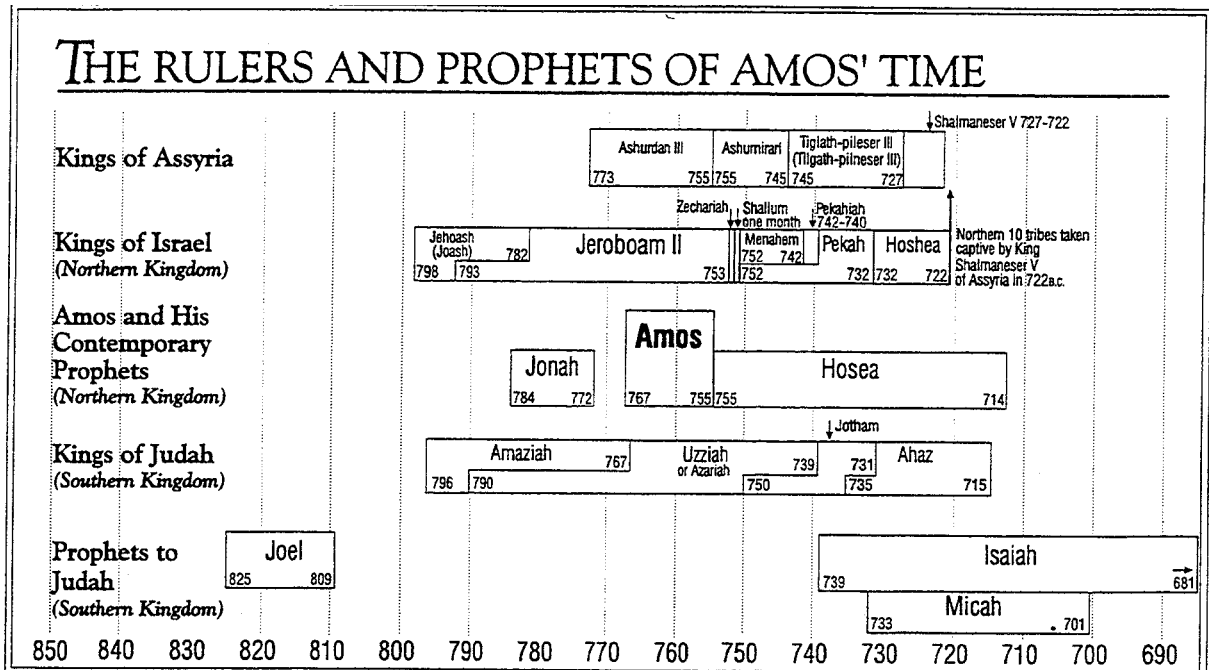 THE RULERS AND PROPHETS OF AMOS' TIME
Kings of Assyria
Ashurdan III
773 755
Ashurnirari
755 745
Tiglath-pileser III
(Tilgath-pilneser III)
745 727
Shalmaneser V 727-722
Kings of Israel
(Northern Kingdom)
Jehoash
(Joash)
798 782
Jeroboam II
793 753
Zechariah
Shallum
one month
Menahem
752 742
Pekahiah
742-740
Pekah
752 732
Hoshea
732 722
Northern 10 tribes taken
captive by King
Shalmaneser V
of Assyria in 722 B.C.
Amos and His
Contemporary
Prophets
(Northern Kingdom)
Jonah
784 772
Amos
767 755
Hosea
755 714
Kings of Judah
(Southern Kingdom)
Amaziah
796 767
Uzziah
or Azariah
790 739
Jotham
750 731
Ahaz
735 715
Prophets to
Judah
(Southern Kingdom)
Joel
825 809
Isaiah
739 681
Micah
733 701
850 840 830 820 810 800 790 780 770 760 750 740 730 720 710 700 690